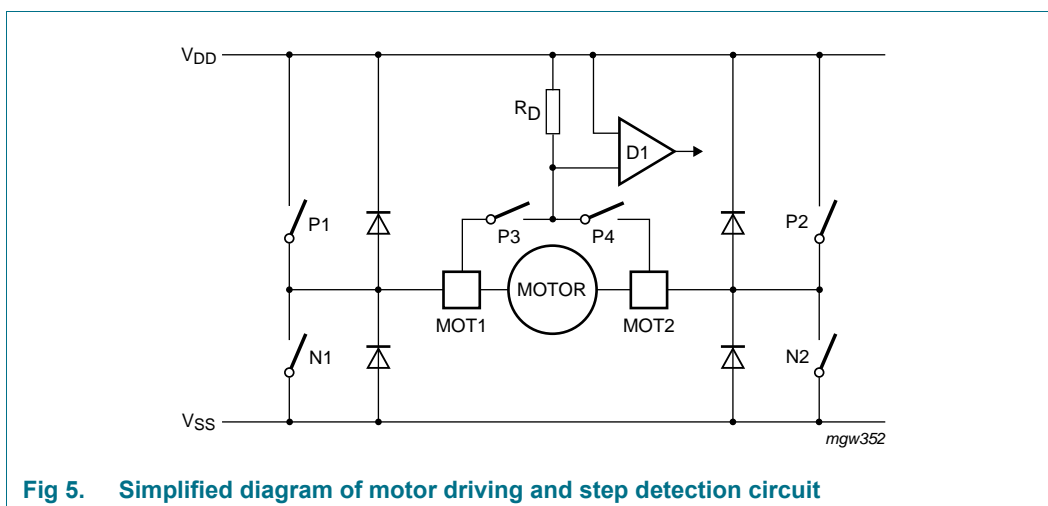 VDD
RD
D1
P1
P3
P4
P2
MOTOR
MOT1
MOT2
N1
N2
VSS
mgw352
Fig 5. Simplified diagram of motor driving and step detection circuit